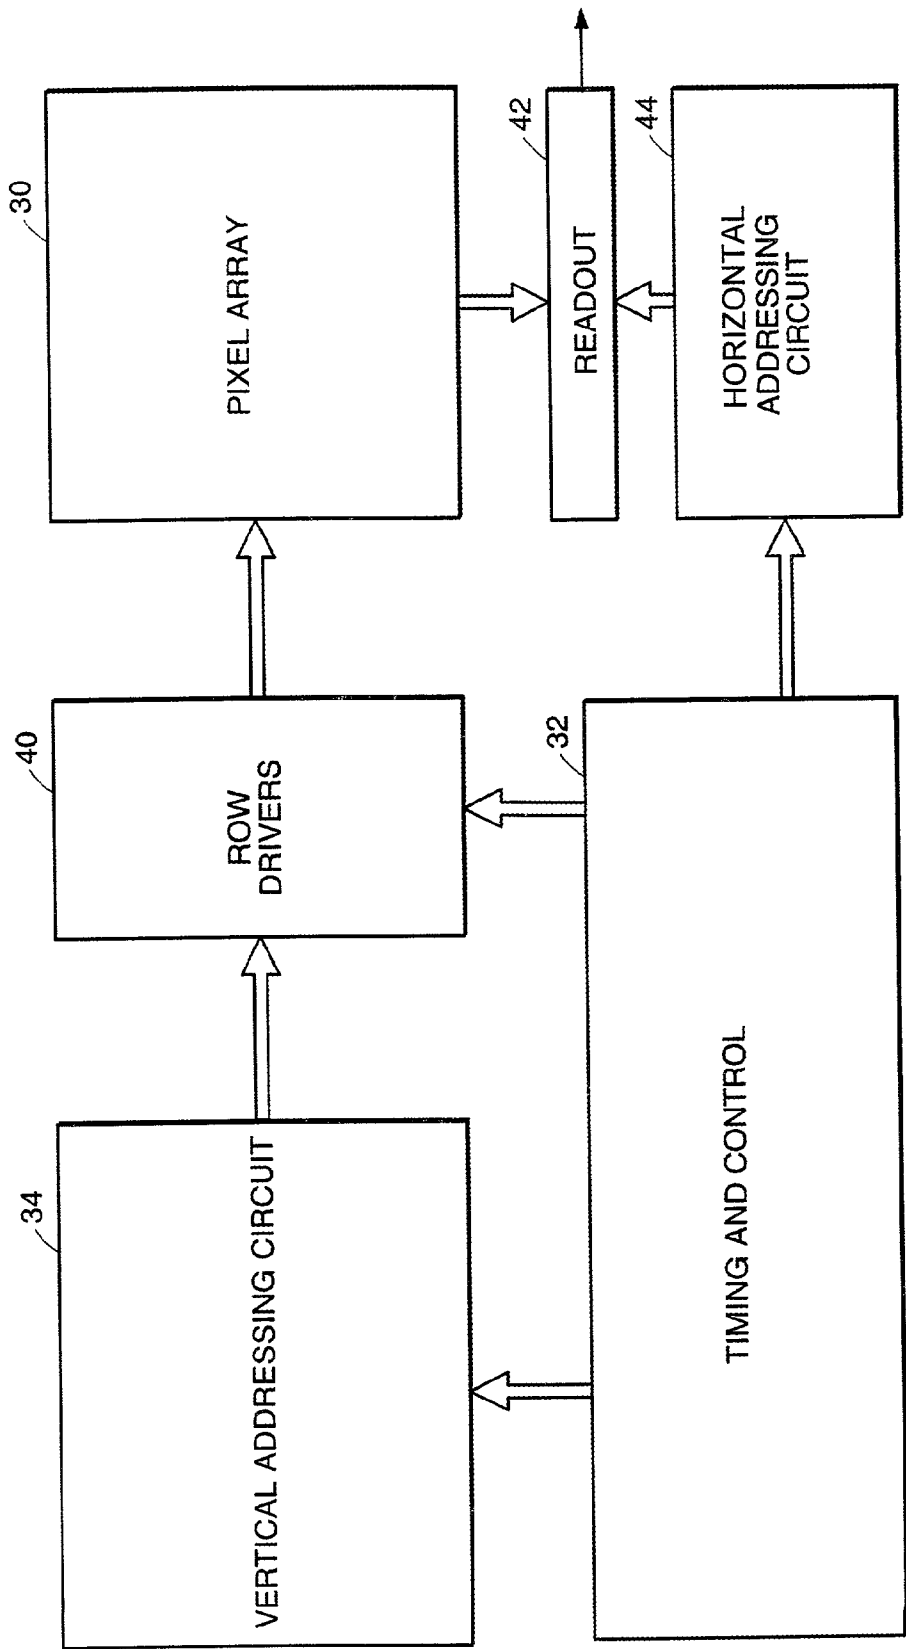 34
VERTICAL ADDRESSING CIRCUIT
40
ROW
DRIVERS
30
PIXEL ARRAY
32
TIMING AND CONTROL
42
READOUT
44
HORIZONTAL
ADDRESSING
CIRCUIT